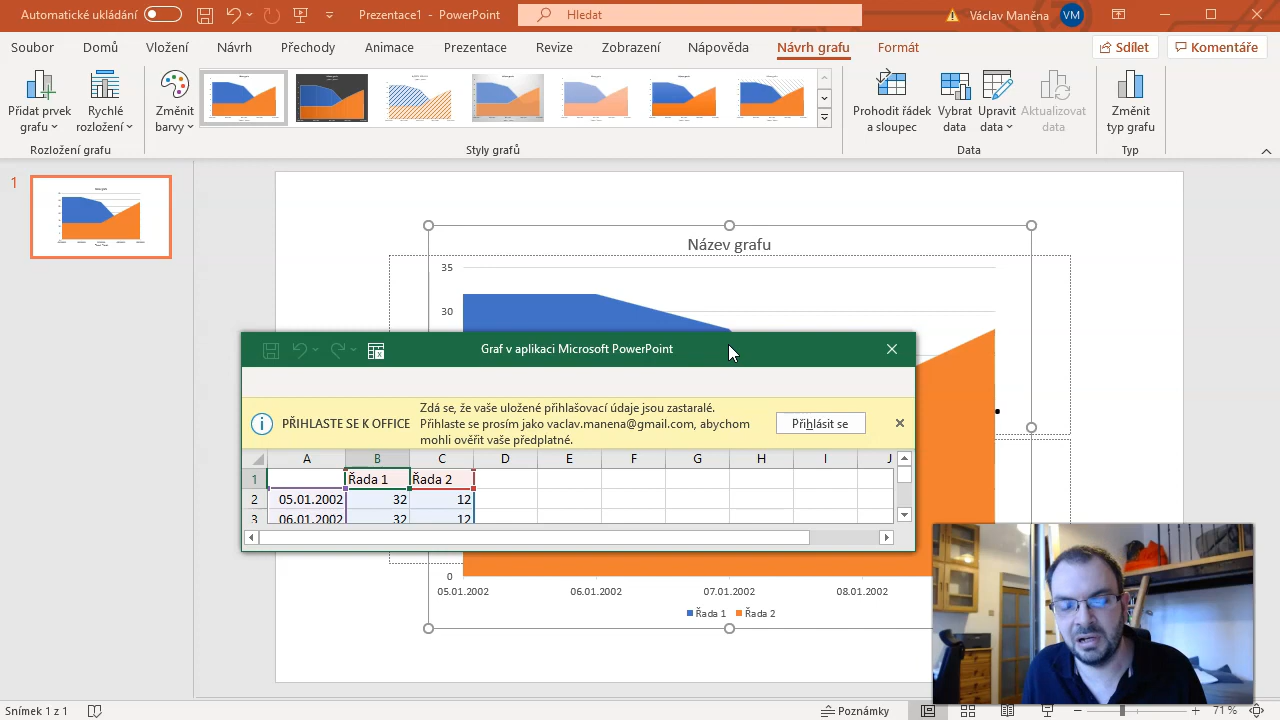 Automatické ukládání
Prezentace1 - PowerPoint
Hledat
Václav Maněna
VM
Soubor
Domů
Vložení
Návrh
Přechody
Animace
Prezentace
Revize
Zobrazení
Nápověda
Návrh grafu
Formát
Sdílet
Komentáře
Přidat prvek
grafu
Rychlé
rozložení
Změnit
barvy
Prohodit řádek
a sloupec
Vybrat
data
Upravit
data
Aktualizovat
data
Změnit
typ grafu
Rozložení grafu
Styly grafů
Data
Typ
1
Název grafu
35
30
Graf v aplikaci Microsoft PowerPoint
PŘIHLASTE SE K OFFICE
Zdá se, že vaše uložené přihlašovací údaje jsou zastaralé.
Přihlaste se prosím jako vaclav.manena@gmail.com, abychom
mohli ověřit vaše předplatné.
Přihlásit se
A B C D E F G H I J
1 Řada 1 Řada 2
2 05.01.2002 32 12
3 06.01.2002 32 12
0
05.01.2002 06.01.2002 07.01.2002 08.01.2002
Řada 1 Řada 2
Snímek 1 z 1
Poznámky
71 %